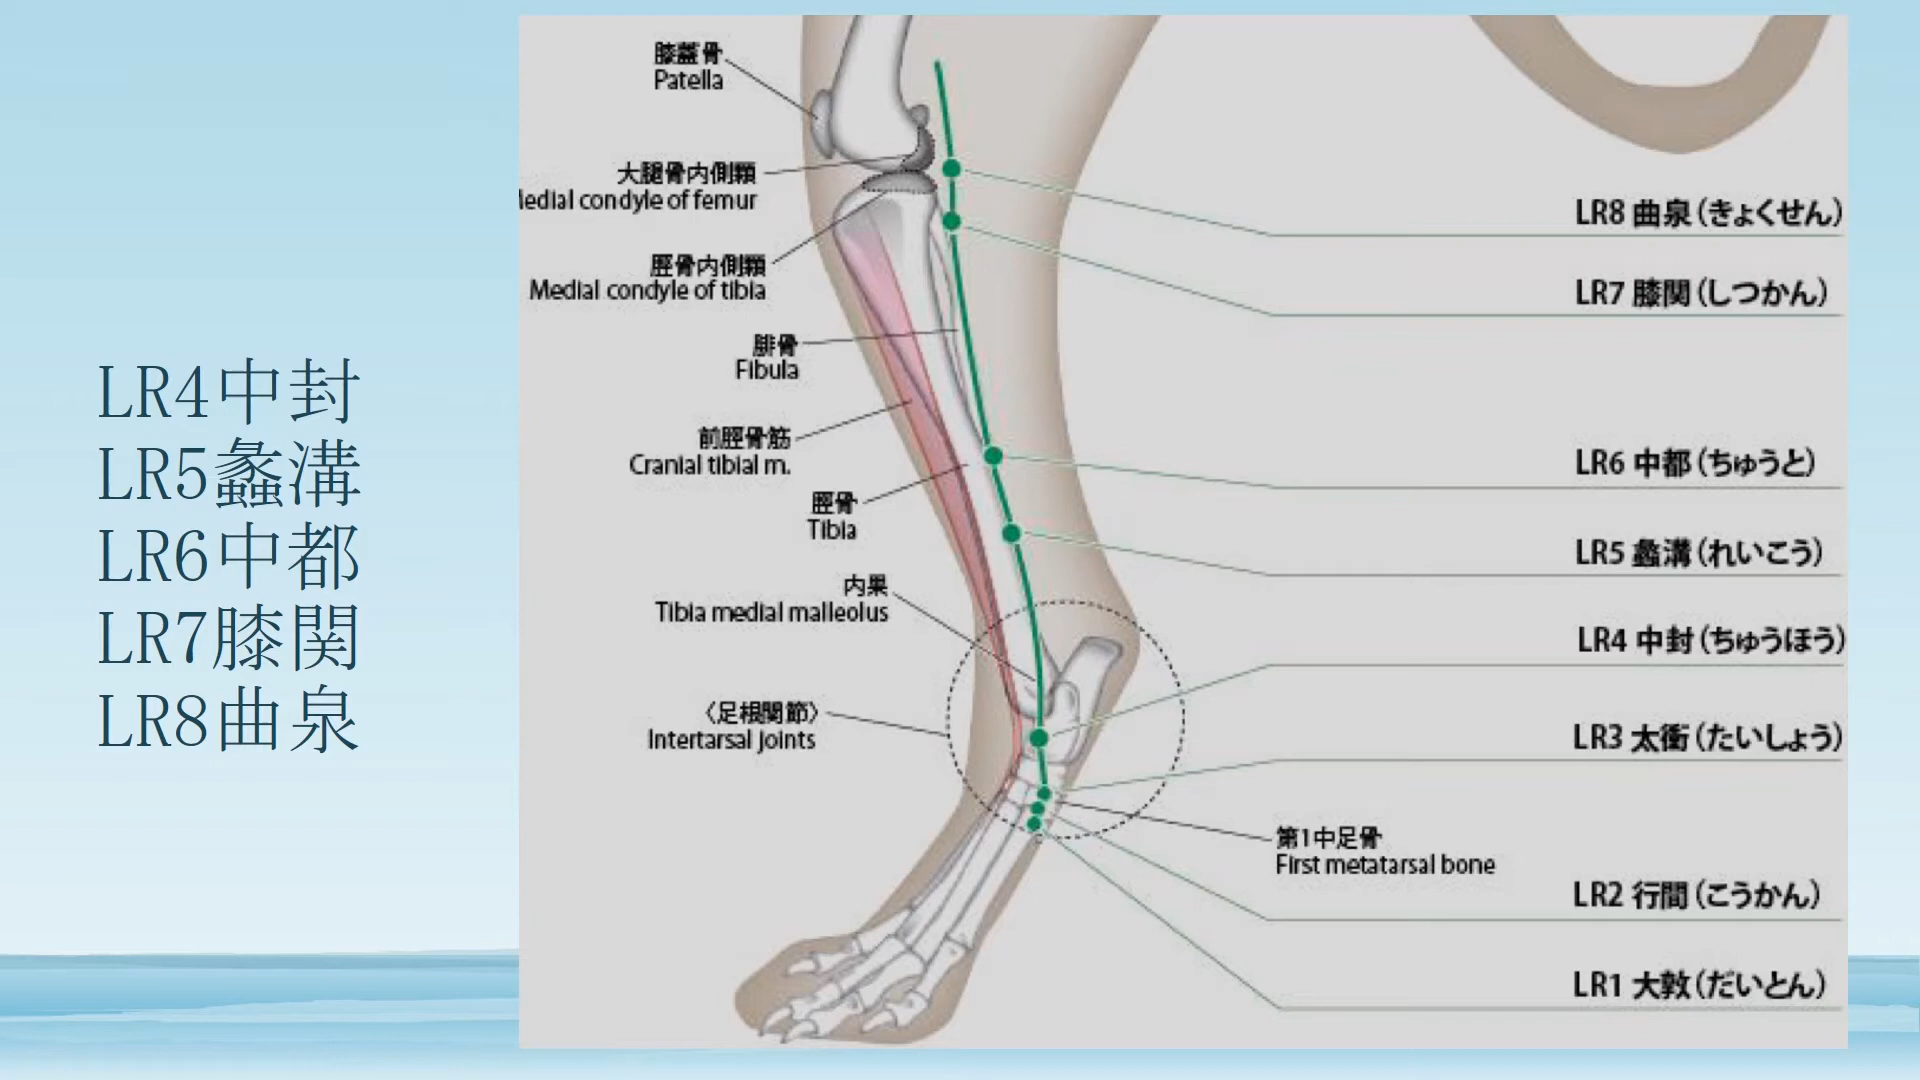 LR4中封
LR5蠡溝
LR6中都
LR7膝関
LR8曲泉
膝蓋骨
Patella
大腿骨内側顆
Medial condyle of femur
脛骨内側顆
Medial condyle of tibia
腓骨
Fibula
前脛骨筋
Cranial tibial m.
脛骨
Tibia
内果
Tibia medial malleolus
〈足根関節〉
Intertarsal joints
LR8 曲泉(きょくせん)
LR7 膝関(しつかん)
LR6 中都(ちゅうと)
LR5 蠡溝(れいこう)
LR4 中封(ちゅうほう)
LR3 太衝(たいしょう)
第1中足骨
First metatarsal bone
LR2 行間(こうかん)
LR1 大敦(だいとん)